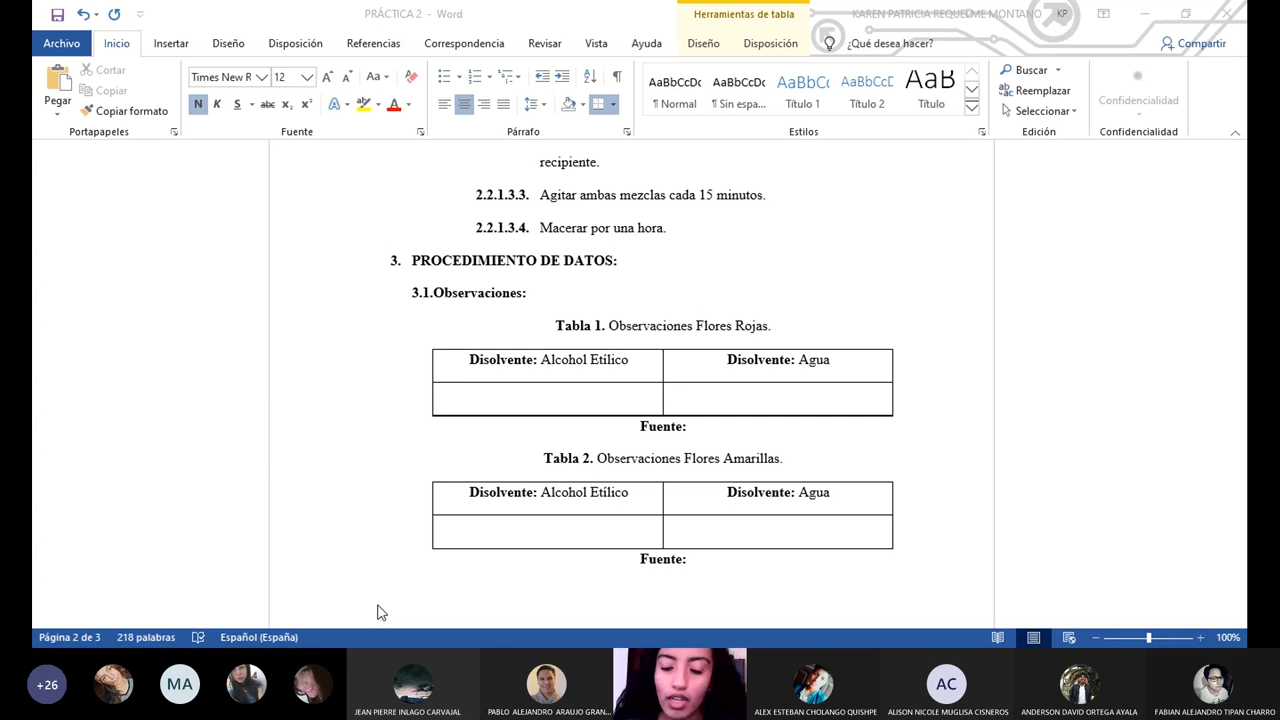 PRÁCTICA 2 - Word
Herramientas de tabla
KAREN PATRICIA REQUELME MONTAÑO
KP
Archivo
Inicio
Insertar
Diseño
Disposición
Referencias
Correspondencia
Revisar
Vista
Ayuda
Diseño
Disposición
¿Qué desea hacer?
Compartir
Pegar
Cortar
Copiar
Copiar formato
Portapapeles
Times New R
12
Aa
N K S abc x₂ x²
Fuente
Párrafo
AaBbCcDc
¶ Normal
AaBbCcDc
¶ Sin espa...
AaBbCc
Título 1
AaBbCcD
Título 2
AaB
Título
Estilos
Buscar
Reemplazar
Seleccionar
Edición
Confidencialidad
Confidencialidad
recipiente.
2.2.1.3.3. Agitar ambas mezclas cada 15 minutos.
2.2.1.3.4. Macerar por una hora.
3. PROCEDIMIENTO DE DATOS:
3.1.Observaciones:
Tabla 1. Observaciones Flores Rojas.
Disolvente: Alcohol Etílico Disolvente: Agua
Fuente:
Tabla 2. Observaciones Flores Amarillas.
Disolvente: Alcohol Etílico Disolvente: Agua
Fuente:
Página 2 de 3 218 palabras Español (España) 100%
+26
MA
AC
JEAN PIERRE INLAGO CARVAJAL
PABLO ALEJANDRO ARAUJO GRAN...
ALEX ESTEBAN CHOLANGO QUISHPE
ALISON NICOLE MUGLISA CISNEROS
ANDERSON DAVID ORTEGA AYALA
FABIAN ALEJANDRO TIPAN CHARRO